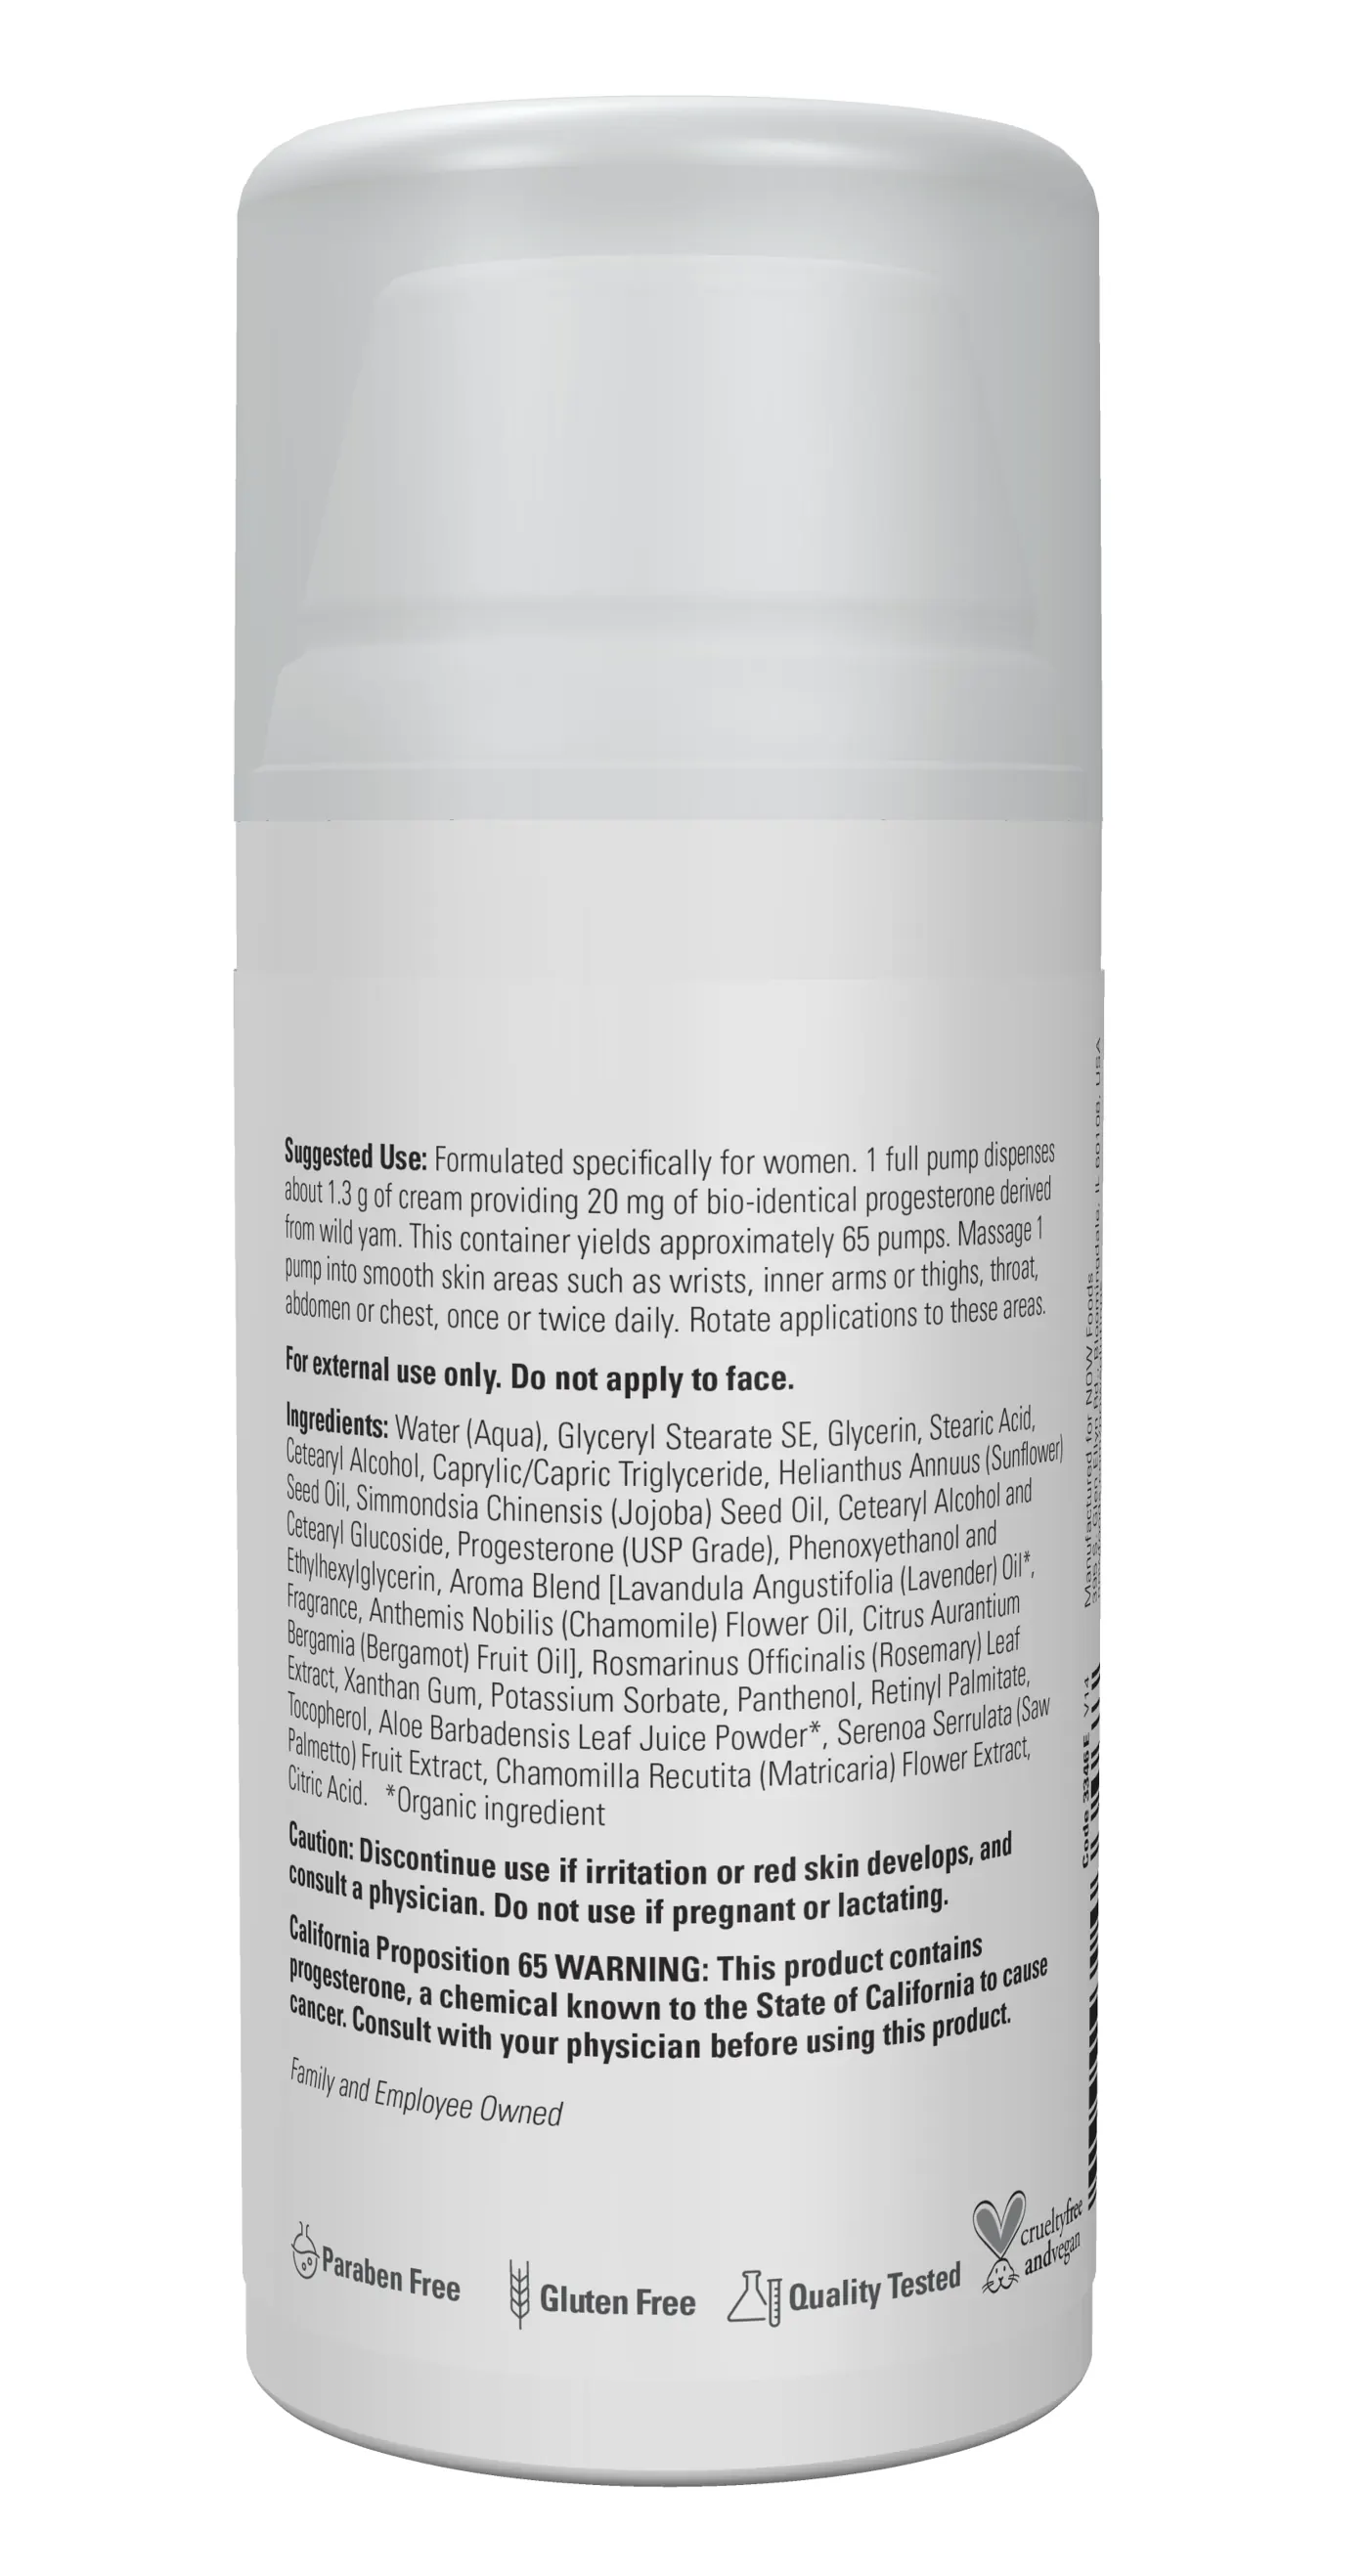 Suggested Use: Formulated specifically for women. 1 full pump dispenses
about 1.3 g of cream providing 20 mg of bio-identical progesterone derived
from wild yam. This container yields approximately 65 pumps. Massage 1
pump into smooth skin areas such as wrists, inner arms or thighs, throat,
abdomen or chest, once or twice daily. Rotate applications to these areas.
For external use only. Do not apply to face.
Ingredients: Water (Aqua), Glyceryl Stearate SE, Glycerin, Stearic Acid,
Cetearyl Alcohol, Caprylic/Capric Triglyceride, Helianthus Annuus (Sunflower)
Seed Oil, Simmondsia Chinensis (Jojoba) Seed Oil, Cetearyl Alcohol and
Cetearyl Glucoside, Progesterone (USP Grade), Phenoxyethanol and
Ethylhexylglycerin, Aroma Blend [Lavandula Angustifolia (Lavender) Oil*,
Fragrance, Anthemis Nobilis (Chamomile) Flower Oil, Citrus Aurantium
Bergamia (Bergamot) Fruit Oil], Rosmarinus Officinalis (Rosemary) Leaf
Extract, Xanthan Gum, Potassium Sorbate, Panthenol, Retinyl Palmitate,
Tocopherol, Aloe Barbadensis Leaf Juice Powder*, Serenoa Serrulata (Saw
Palmetto) Fruit Extract, Chamomilla Recutita (Matricaria) Flower Extract,
Citric Acid. *Organic ingredient
Caution: Discontinue use if irritation or red skin develops, and
consult a physician. Do not use if pregnant or lactating.
California Proposition 65 WARNING: This product contains
progesterone, a chemical known to the State of California to cause
cancer. Consult with your physician before using this product.
Family and Employee Owned
Paraben Free
Gluten Free
Quality Tested
crueltyfree
andvegan
Manufactured for NOW Foods
Bloomingdale, IL 60108, USA
Code 3346E V14